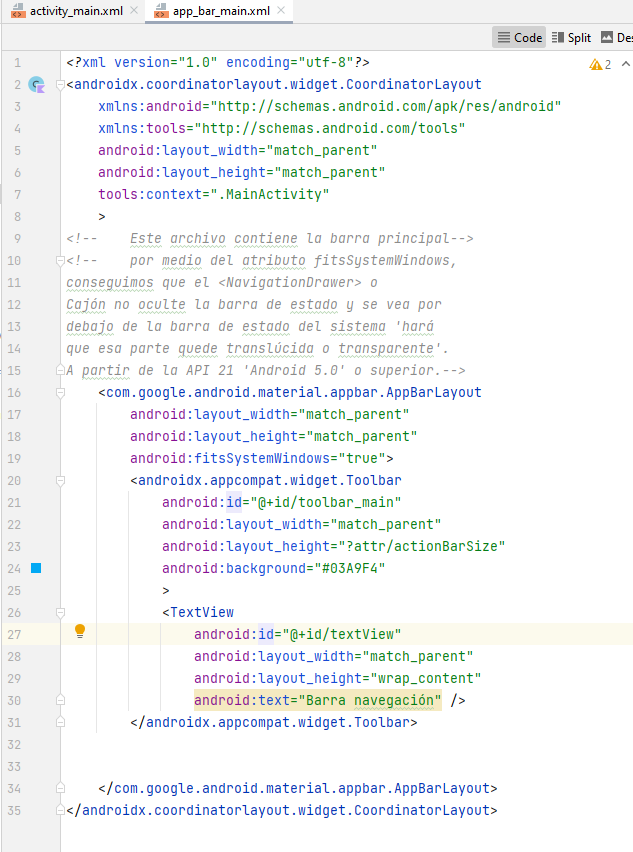 activity_main.xml × app_bar_main.xml ×
Code Split Des
1 <?xml version="1.0" encoding="utf-8"?> 2
2 <androidx.coordinatorlayout.widget.CoordinatorLayout
3 xmlns:android="http://schemas.android.com/apk/res/android"
4 xmlns:tools="http://schemas.android.com/tools"
5 android:layout_width="match_parent"
6 android:layout_height="match_parent"
7 tools:context=".MainActivity"
8 >
9 <!-- Este archivo contiene la barra principal-->
10 <!-- por medio del atributo fitsSystemWindows,
11 conseguimos que el <NavigationDrawer> o
12 Cajón no oculte la barra de estado y se vea por
13 debajo de la barra de estado del sistema 'hará
14 que esa parte quede translúcida o transparente'.
15 A partir de la API 21 'Android 5.0' o superior.-->
16 <com.google.android.material.appbar.AppBarLayout
17 android:layout_width="match_parent"
18 android:layout_height="match_parent"
19 android:fitsSystemWindows="true">
20 <androidx.appcompat.widget.Toolbar
21 android:id="@+id/toolbar_main"
22 android:layout_width="match_parent"
23 android:layout_height="?attr/actionBarSize"
24 android:background="#03A9F4"
25 >
26 <TextView
27 android:id="@+id/textView"
28 android:layout_width="match_parent"
29 android:layout_height="wrap_content"
30 android:text="Barra navegación" />
31 </androidx.appcompat.widget.Toolbar>
32
33
34 </com.google.android.material.appbar.AppBarLayout>
35 </androidx.coordinatorlayout.widget.CoordinatorLayout>